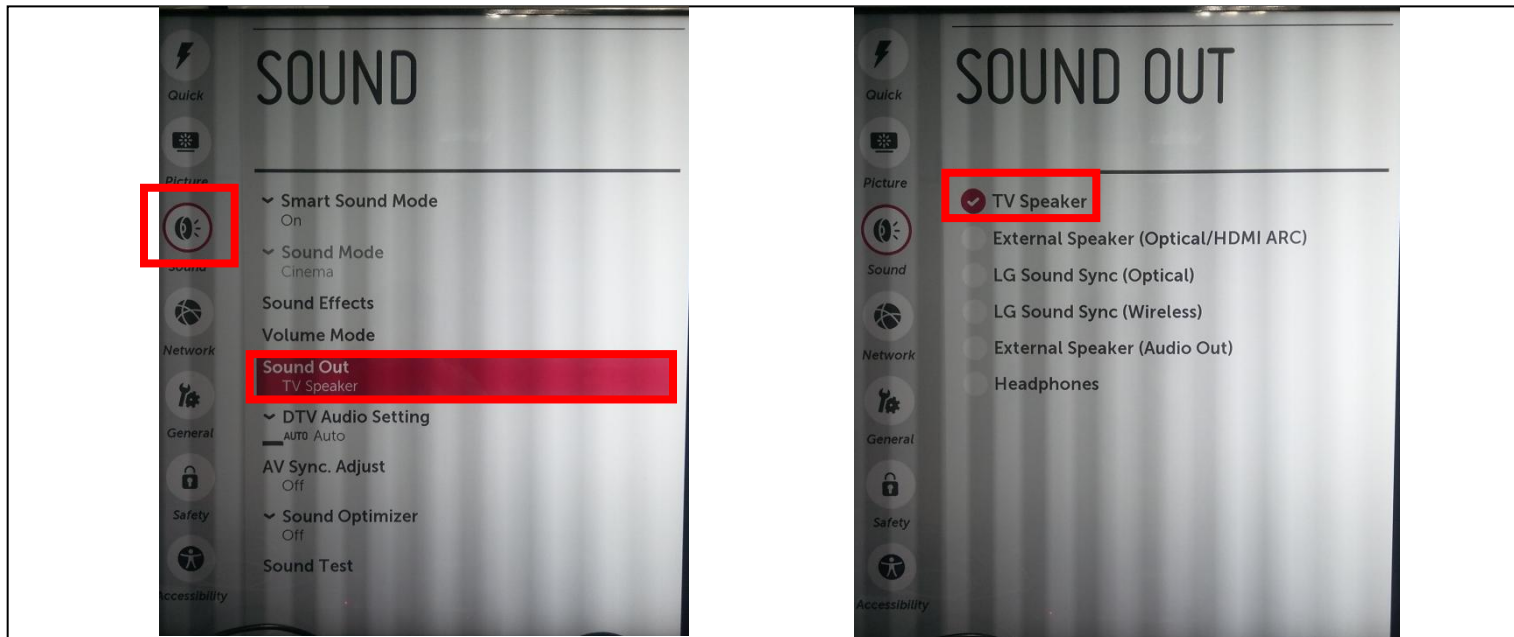 SOUND
Quick
Picture
Sound
Network
General
Safety
Accessibility
Smart Sound Mode
On
Sound Mode
Cinema
Sound Effects
Volume Mode
Sound Out
TV Speaker
DTV Audio Setting
AUTO Auto
AV Sync. Adjust
Off
Sound Optimizer
Off
Sound Test
SOUND OUT
Quick
Picture
Sound
Network
General
Safety
Accessibility
TV Speaker
External Speaker (Optical/HDMI ARC)
LG Sound Sync (Optical)
LG Sound Sync (Wireless)
External Speaker (Audio Out)
Headphones